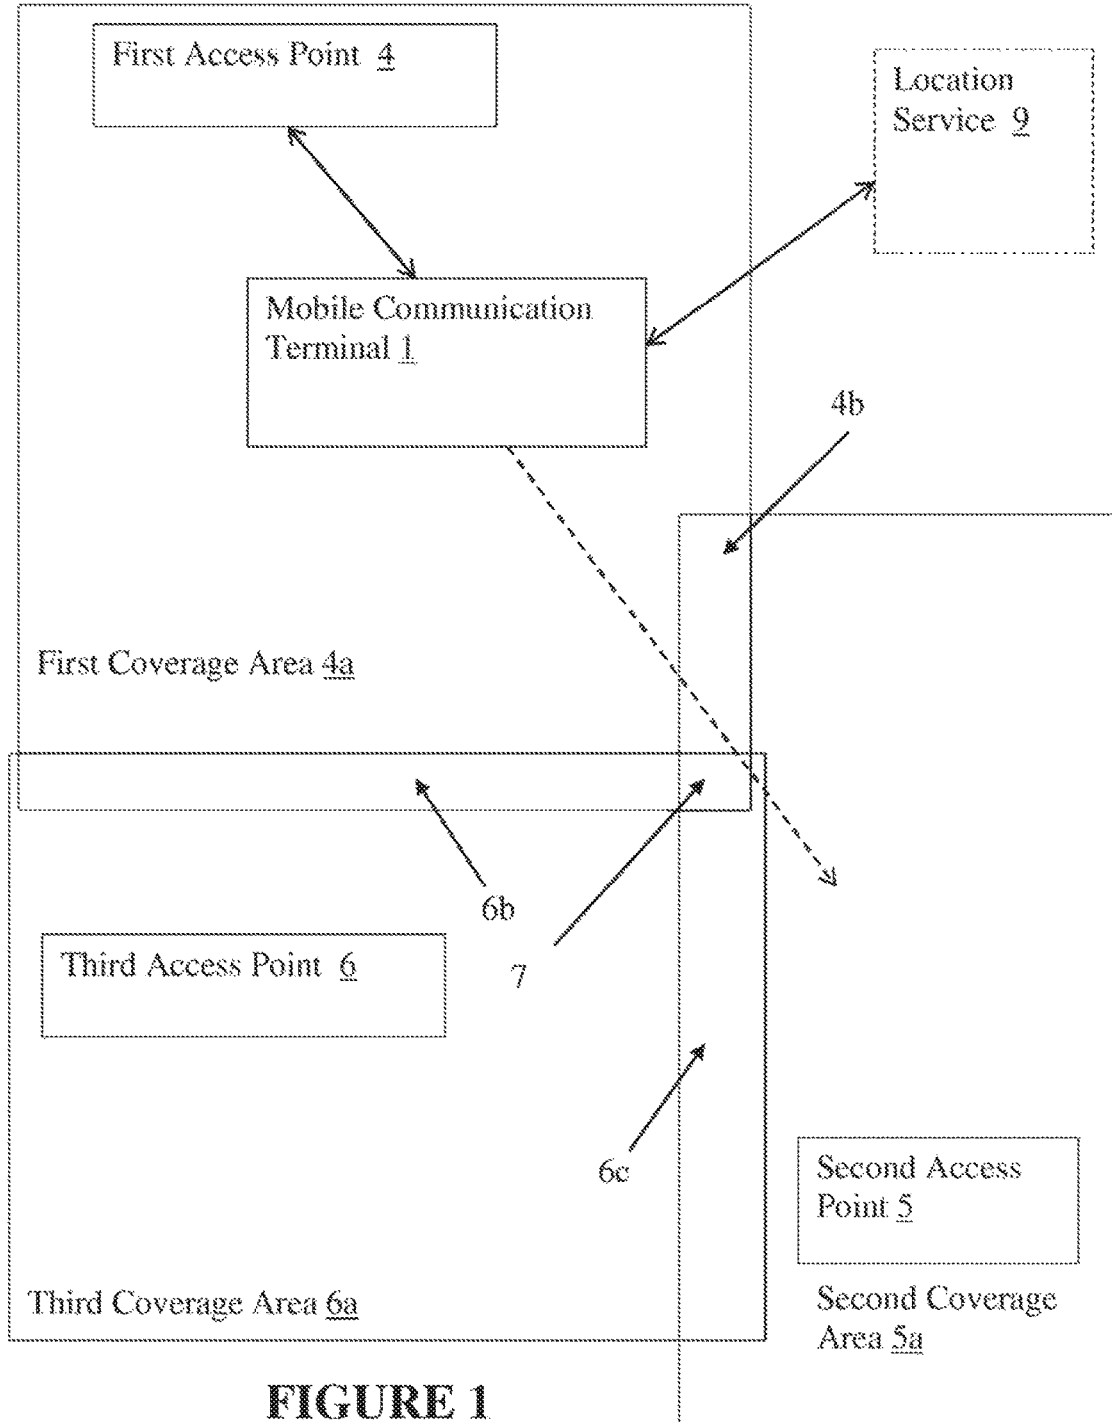 First Access Point 4
Location
Service 9
Mobile Communication
Terminal 1
4b
First Coverage Area 4a
6b
Third Access Point 6
7
6c
Second Access
Point 5
Third Coverage Area 6a
Second Coverage
Area 5a
FIGURE 1